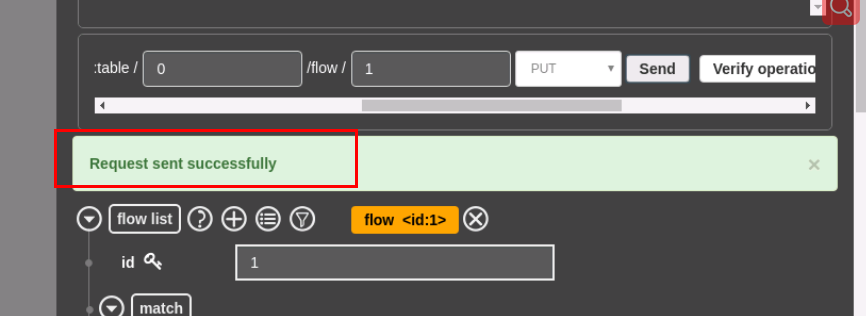 :table / 0 /flow / 1 PUT Send Verify operatio
Request sent successfully ×
flow list flow <id:1>
id 1
match